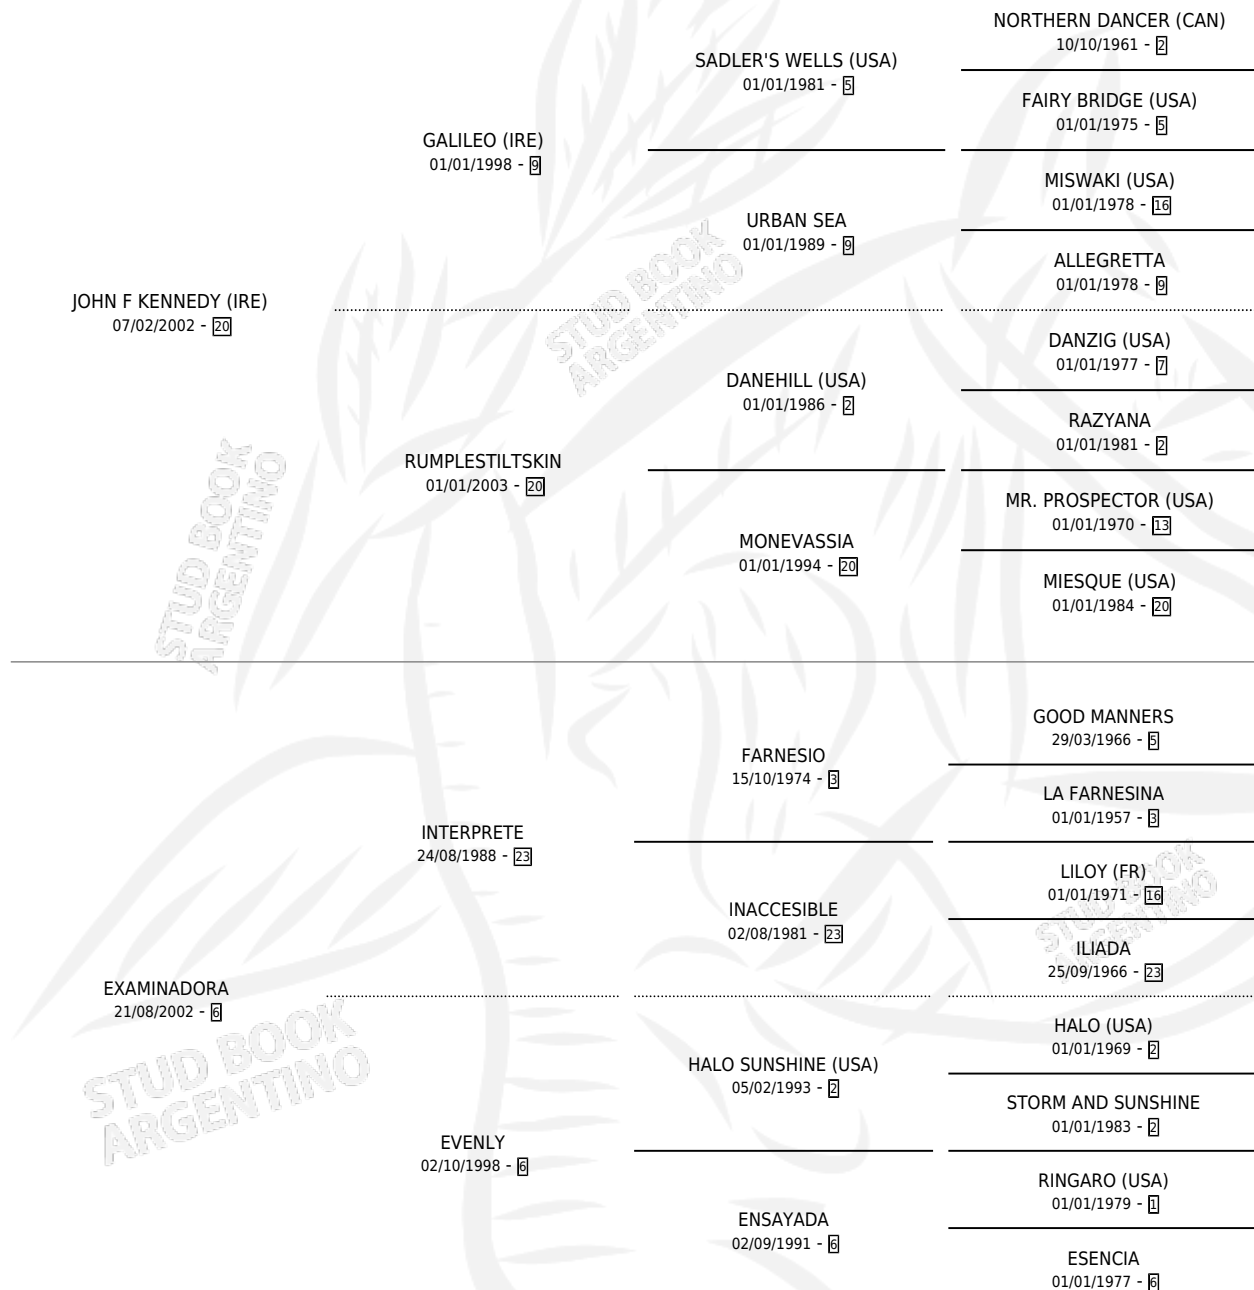 NORTHERN DANCER (CAN)
10/10/1961 - 2
SADLER'S WELLS (USA)
01/01/1981 - 5
FAIRY BRIDGE (USA)
01/01/1975 - 5
GALILEO (IRE)
01/01/1998 - 9
MISWAKI (USA)
01/01/1978 - 16
URBAN SEA
01/01/1989 - 9
ALLEGRETTA
01/01/1978 - 9
JOHN F KENNEDY (IRE)
07/02/2002 - 20
DANZIG (USA)
01/01/1977 - 7
DANEHILL (USA)
01/01/1986 - 2
RAZYANA
01/01/1981 - 2
RUMPLESTILTSKIN
01/01/2003 - 20
MR. PROSPECTOR (USA)
01/01/1970 - 13
MONEVASSIA
01/01/1994 - 20
MIESQUE (USA)
01/01/1984 - 20
GOOD MANNERS
29/03/1966 - 5
FARNESIO
15/10/1974 - 3
LA FARNESINA
01/01/1957 - 3
INTERPRETE
24/08/1988 - 23
LILOY (FR)
01/01/1971 - 16
INACCESIBLE
02/08/1981 - 23
ILIADA
25/09/1966 - 23
EXAMINADORA
21/08/2002 - 6
HALO (USA)
01/01/1969 - 2
HALO SUNSHINE (USA)
05/02/1993 - 2
STORM AND SUNSHINE
01/01/1983 - 2
EVENLY
02/10/1998 - 6
RINGARO (USA)
01/01/1979 - 1
ENSAYADA
02/09/1991 - 6
ESENCIA
01/01/1977 - 6
STUD BOOK
ARGENTINO
STUD BOOK
ARGENTINO
STUD BOOK
ARGENTINO
STUD BOOK
ARGENTINO